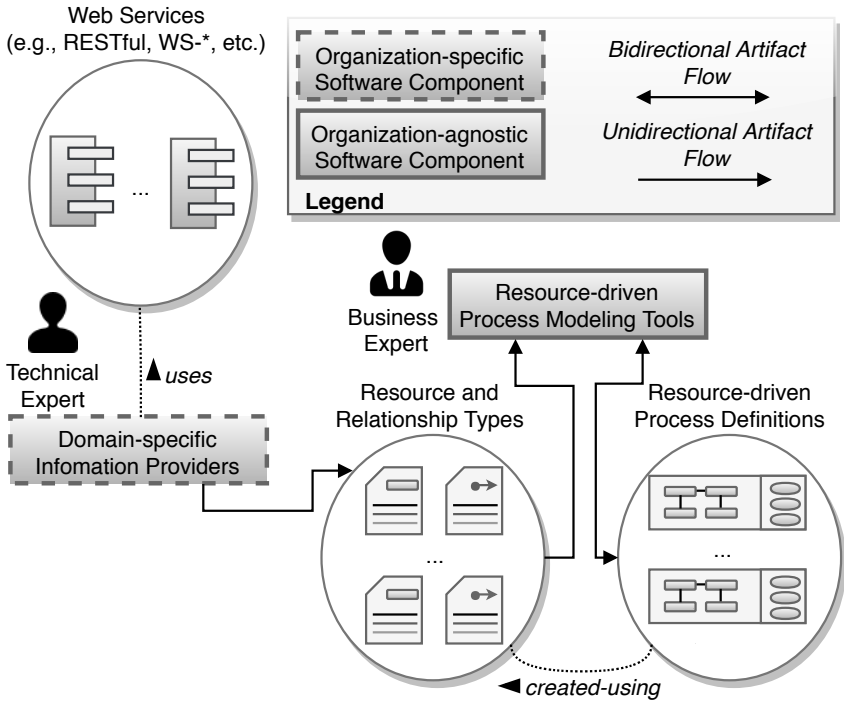 Web Services
(e.g., RESTful, WS-*, etc.)
Organization-specific
Software Component
Bidirectional Artifact
Flow
Organization-agnostic
Software Component
Unidirectional Artifact
Flow
Legend
...
Business
Expert
Resource-driven
Process Modeling Tools
Technical
Expert
uses
Domain-specific
Infomation Providers
Resource and
Relationship Types
Resource-driven
Process Definitions
...
...
created-using